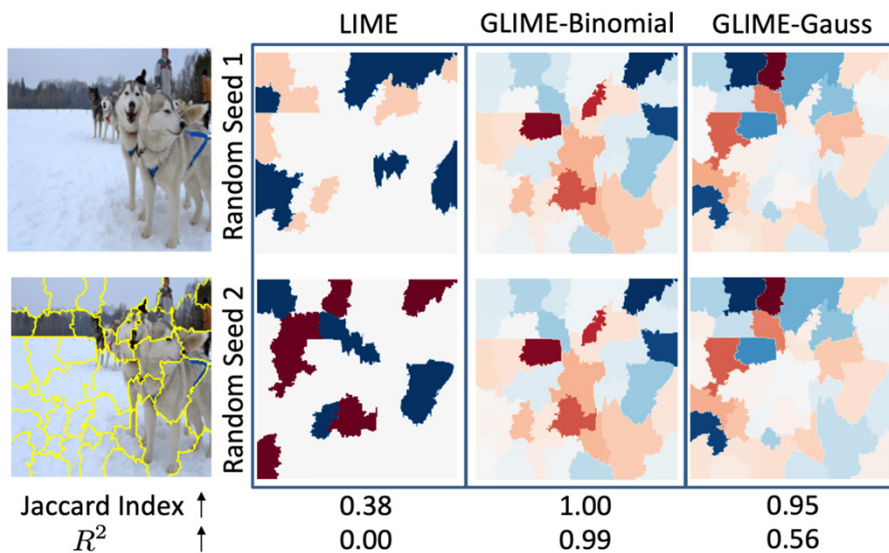 LIME GLIME-Binomial GLIME-Gauss
Random Seed 1
Random Seed 2
Jaccard Index ↑ 0.38 1.00 0.95
R² ↑ 0.00 0.99 0.56